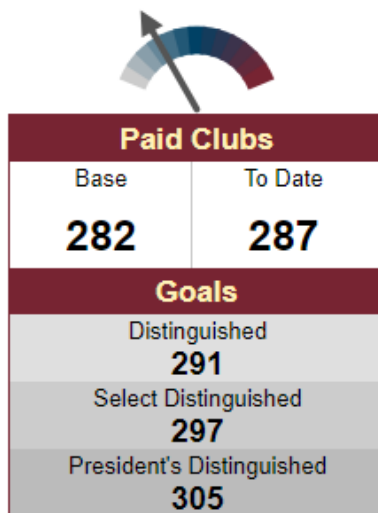 Paid Clubs
Base To Date
282 287
Goals
Distinguished
291
Select Distinguished
297
President's Distinguished
305